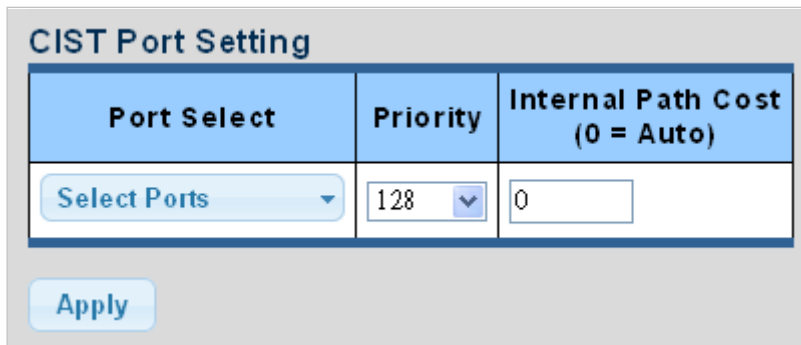 CIST Port Setting
Port Select
Priority
Internal Path Cost
(0 = Auto)
Select Ports
128
0
Apply